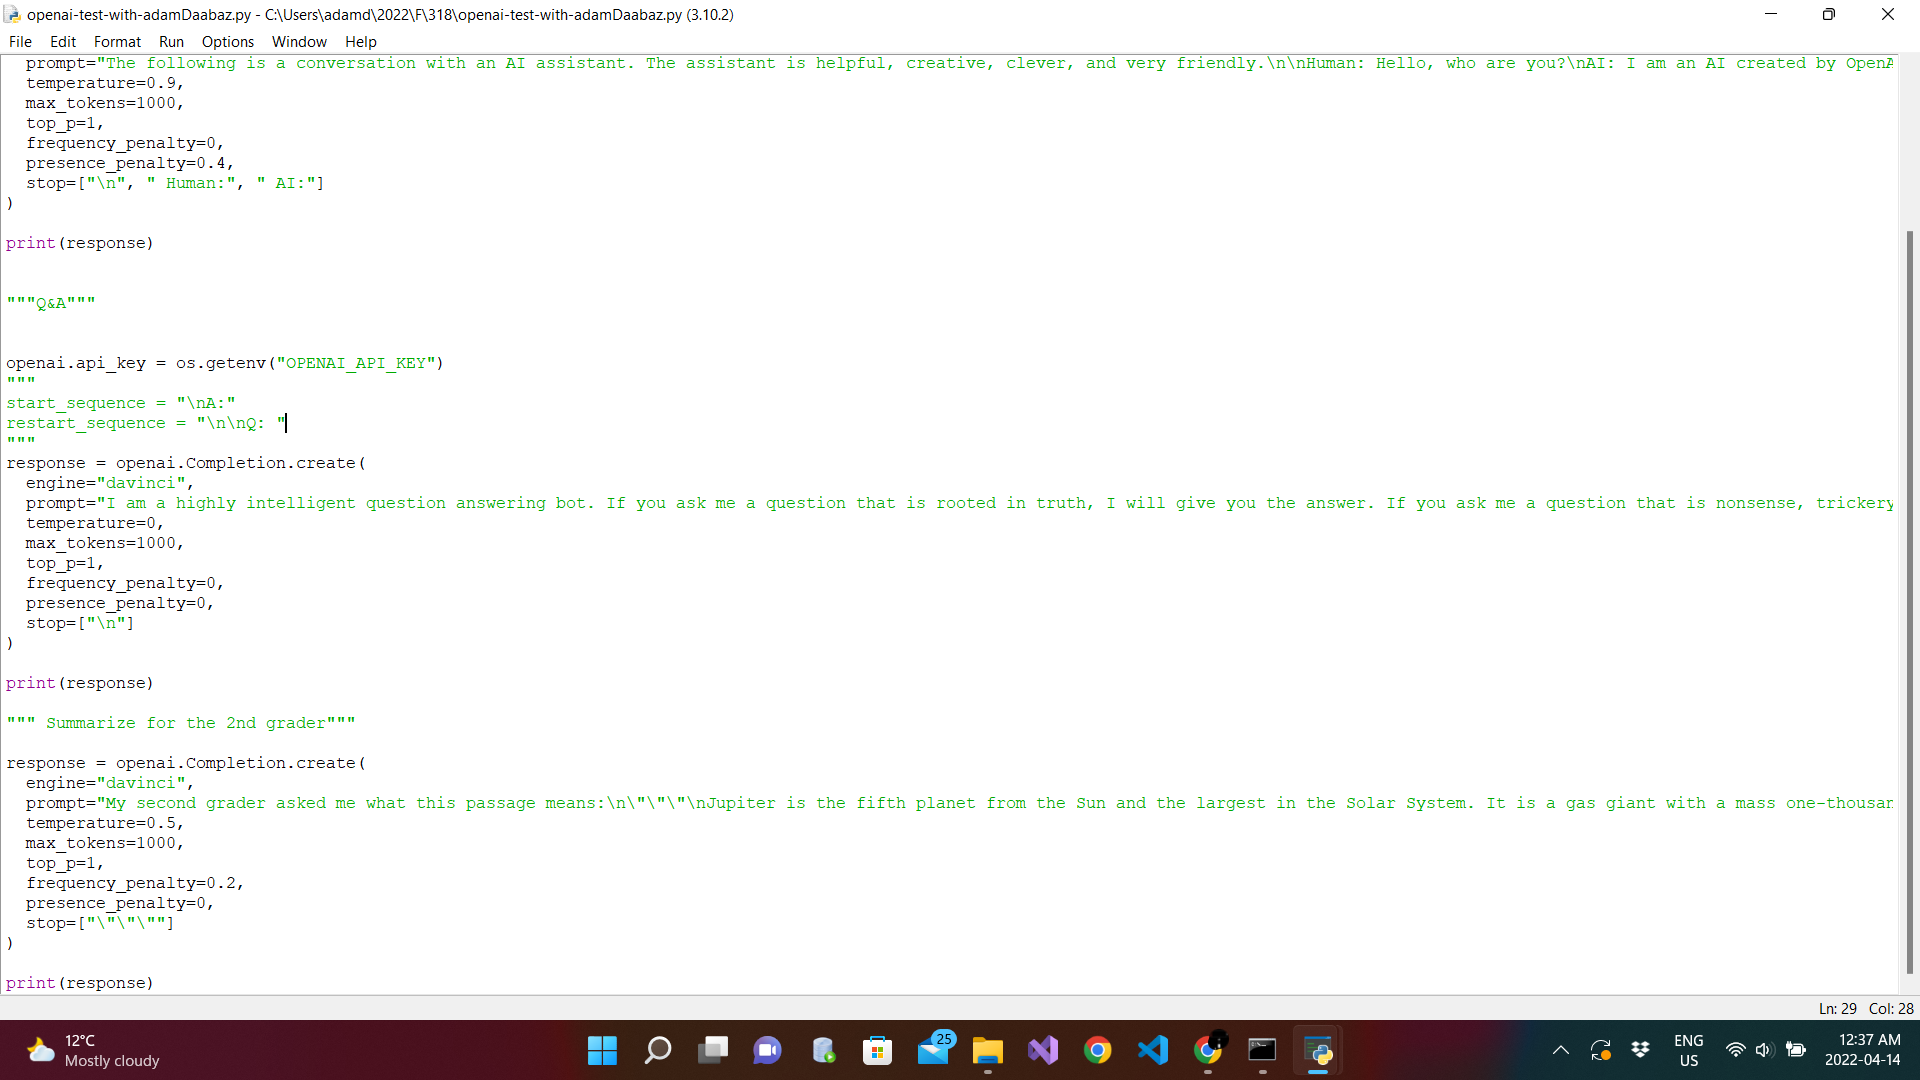 openai-test-with-adamDaabaz.py - C:\Users\adamd\2022\F\318\openai-test-with-adamDaabaz.py (3.10.2)
File Edit Format Run Options Window Help
  prompt="The following is a conversation with an AI assistant. The assistant is helpful, creative, clever, and very friendly.\n\nHuman: Hello, who are you?\nAI: I am an AI created by OpenA
  temperature=0.9,
  max_tokens=1000,
  top_p=1,
  frequency_penalty=0,
  presence_penalty=0.4,
  stop=["\n", " Human:", " AI:"]
)
print(response)
"""Q&A"""
openai.api_key = os.getenv("OPENAI_API_KEY")
"""
start_sequence = "\nA:"
restart_sequence = "\n\nQ: "
"""
response = openai.Completion.create(
  engine="davinci",
  prompt="I am a highly intelligent question answering bot. If you ask me a question that is rooted in truth, I will give you the answer. If you ask me a question that is nonsense, trickery
  temperature=0,
  max_tokens=1000,
  top_p=1,
  frequency_penalty=0,
  presence_penalty=0,
  stop=["\n"]
)
print(response)
""" Summarize for the 2nd grader"""
response = openai.Completion.create(
  engine="davinci",
  prompt="My second grader asked me what this passage means:\n\"\"\"\nJupiter is the fifth planet from the Sun and the largest in the Solar System. It is a gas giant with a mass one-thousan
  temperature=0.5,
  max_tokens=1000,
  top_p=1,
  frequency_penalty=0.2,
  presence_penalty=0,
  stop=["\"\"\""]
)
print(response)
Ln: 29 Col: 28
12°C
Mostly cloudy
25
ENG
US
12:37 AM
2022-04-14